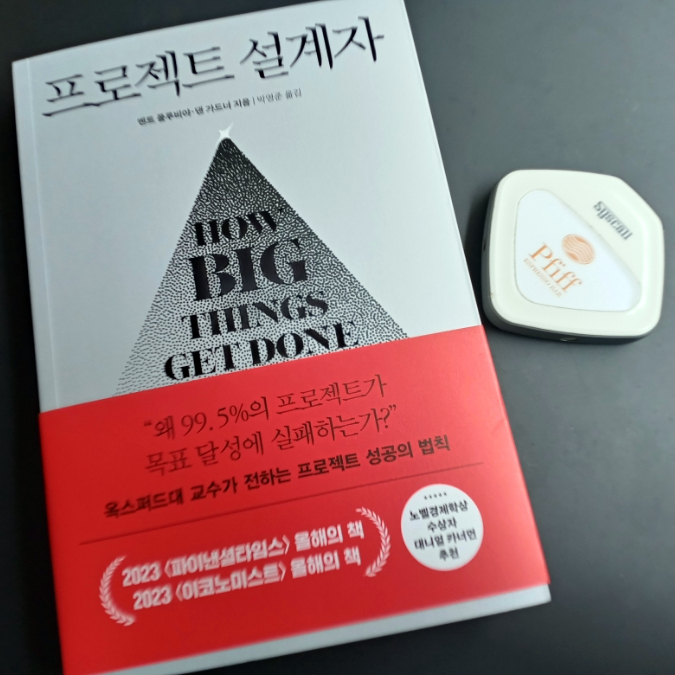 프로젝트 설계자
벤트 플루비야·댄 가드너 지음 | 박영준 옮김
HOW
BIG
THINGS
GET DONE
“왜 99.5%의 프로젝트가
목표 달성에 실패하는가?”
옥스퍼드대 교수가 전하는 프로젝트 성공의 법칙
2023 〈파이낸셜타임스〉 올해의 책
2023 〈이코노미스트〉 올해의 책
노벨경제학상
수상자
대니얼 카너먼
추천
Syscall
Pfiff